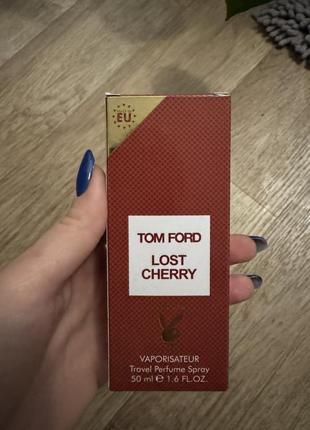 EU
TOM FORD
LOST
CHERRY
VAPORISATEUR
Travel Perfume Spray
50 ml ℮ 1.6 FL.OZ.